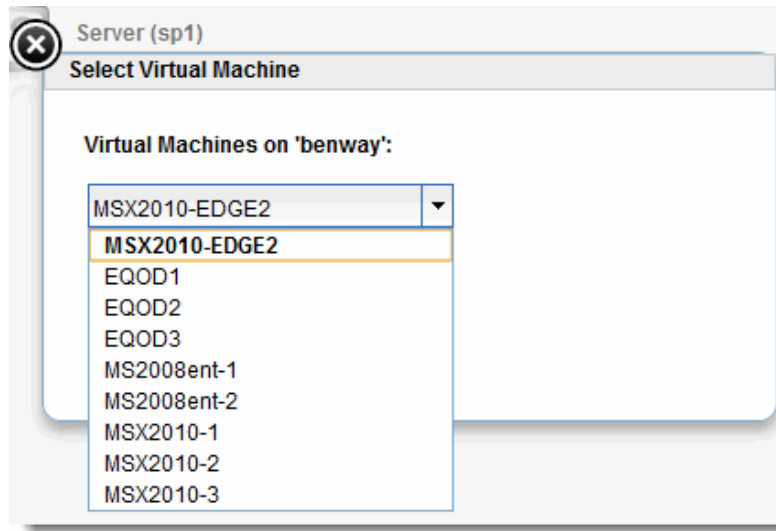 Server (sp1)
Select Virtual Machine
Virtual Machines on 'benway':
MSX2010-EDGE2
MSX2010-EDGE2
EQOD1
EQOD2
EQOD3
MS2008ent-1
MS2008ent-2
MSX2010-1
MSX2010-2
MSX2010-3